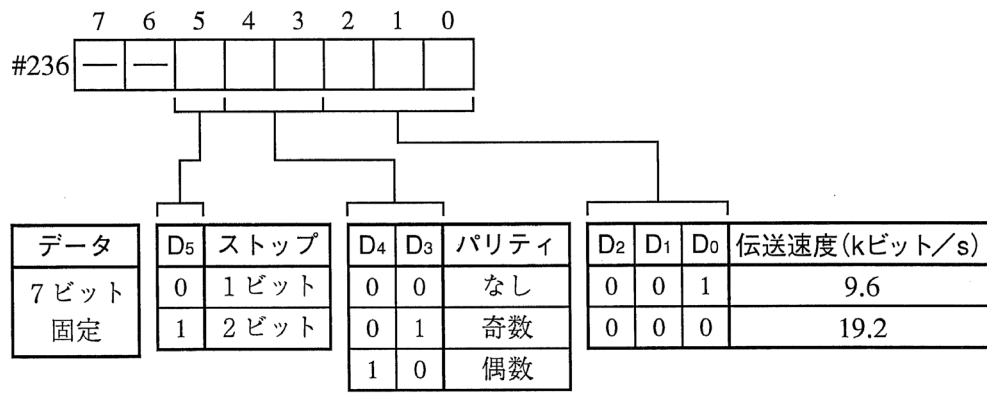 7 6 5 4 3 2 1 0
#236 — —
データ
7ビット
固定
D5 ストップ
0 1ビット
1 2ビット
D4 D3 パリティ
0 0 なし
0 1 奇数
1 0 偶数
D2 D1 D0 伝送速度(kビット/s)
0 0 1 9.6
0 0 0 19.2